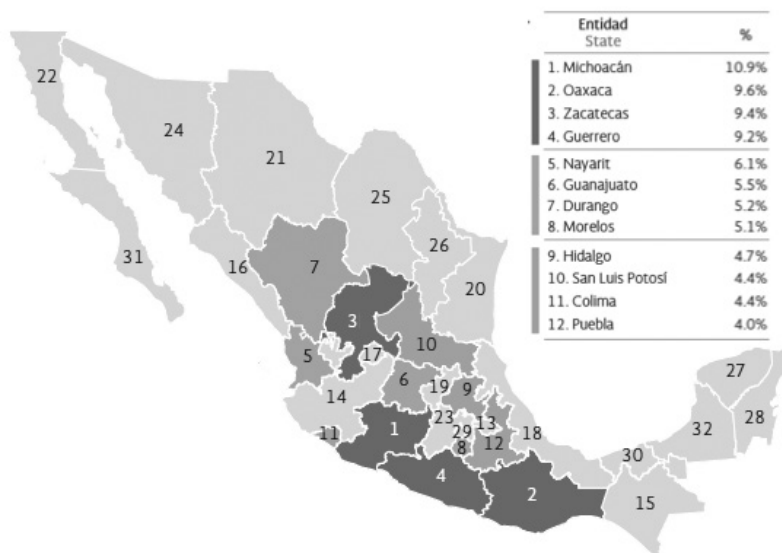 Entidad
State
%
1. Michoacán 10.9%
2. Oaxaca 9.6%
3. Zacatecas 9.4%
4. Guerrero 9.2%
5. Nayarit 6.1%
6. Guanajuato 5.5%
7. Durango 5.2%
8. Morelos 5.1%
9. Hidalgo 4.7%
10. San Luis Potosí 4.4%
11. Colima 4.4%
12. Puebla 4.0%
22
24
21
25
26
31
16
7
20
3
10
5
17
27
14
6
19
9
28
11
1
23
29
13
18
32
8
12
30
4
2
15